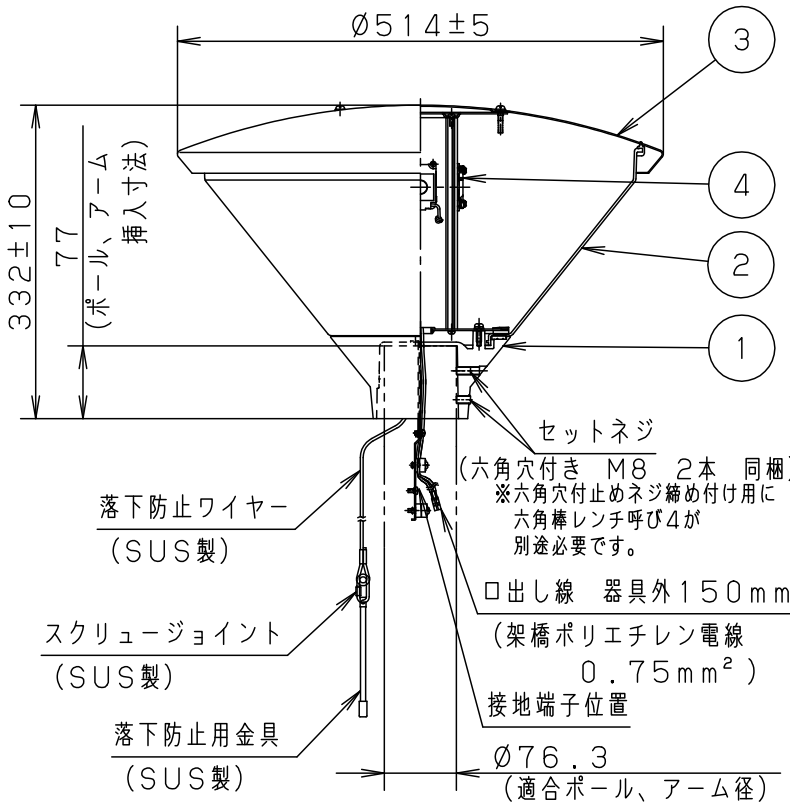 Ø514±5
3
4
2
1
332±10
77
(ポール、アーム
挿入寸法)
セットネジ
(六角穴付き M8 2本 同梱)
※六角穴付止めネジ締め付け用に
六角棒レンチ呼び4が
別途必要です。
落下防止ワイヤー
(SUS製)
口出し線 器具外150mm
(架橋ポリエチレン電線
0.75mm²)
スクリュージョイント
(SUS製)
接地端子位置
落下防止用金具
(SUS製)
Ø76.3
(適合ポール、アーム径)